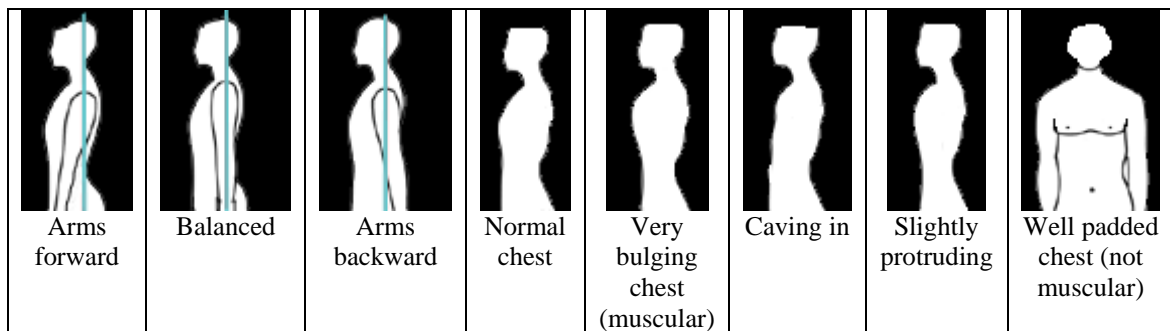 Arms
forward
Balanced
Arms
backward
Normal
chest
Very
bulging
chest
(muscular)
Caving in
Slightly
protruding
Well padded
chest (not
muscular)